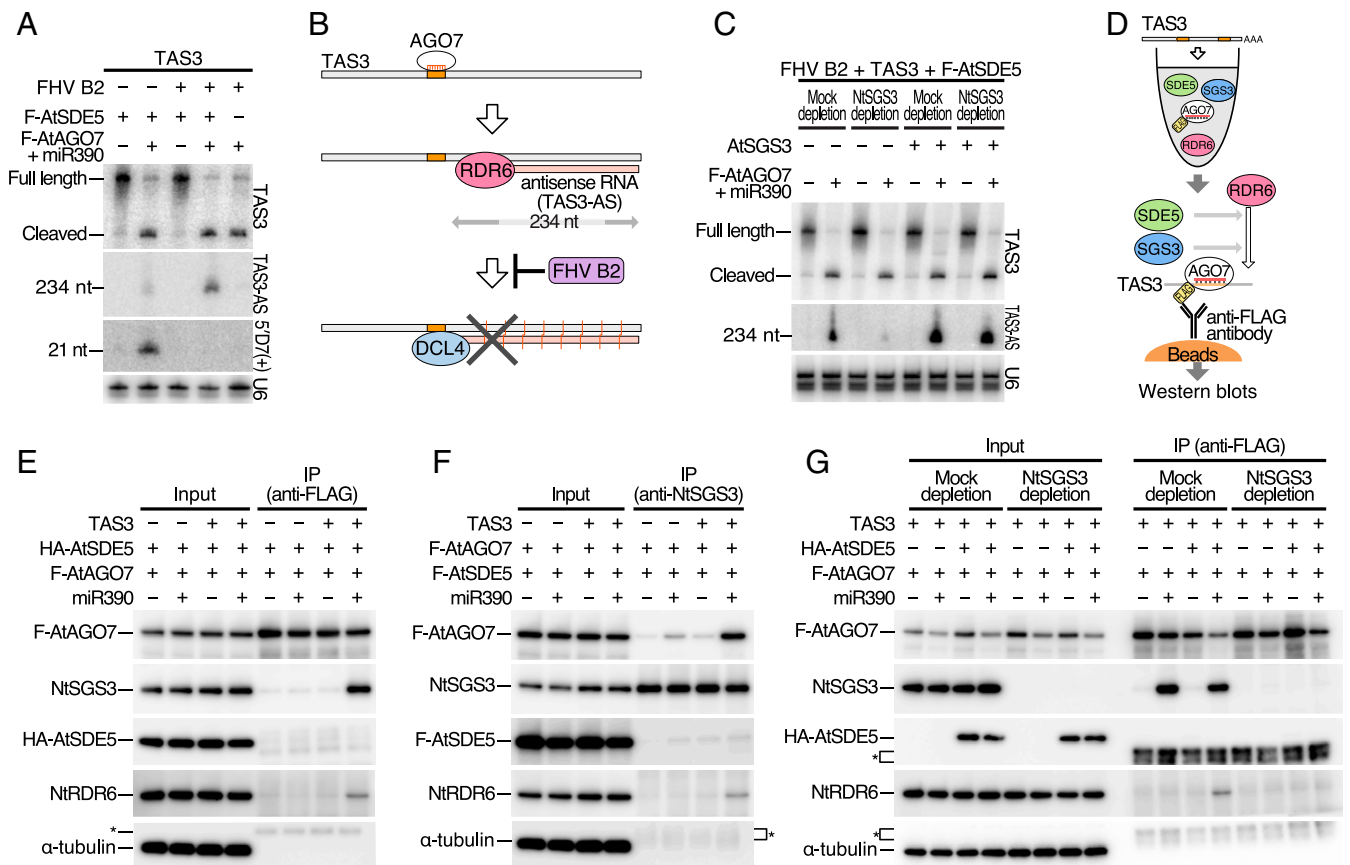 A
TAS3
FHV B2 – – + + +
F-AtSDE5 + + + + –
F-AtAGO7
+ miR390 – + – + +
Full length
Cleaved
TAS3
234 nt
TAS3-AS
21 nt
5'D7(+)
U6
B
AGO7
TAS3
RDR6
antisense RNA
(TAS3-AS)
234 nt
FHV B2
DCL4
C
FHV B2 + TAS3 + F-AtSDE5
Mock depletion NtSGS3 depletion Mock depletion NtSGS3 depletion
AtSGS3 – – – – + + + +
F-AtAGO7
+ miR390 – + – + – + – +
Full length
Cleaved
TAS3
234 nt
TAS3-AS
U6
D
TAS3
AAA
SDE5
SGS3
AGO7
FLAG
RDR6
RDR6
SDE5
SGS3
AGO7
TAS3
FLAG
anti-FLAG
antibody
Beads
Western blots
E
Input IP (anti-FLAG)
TAS3 – – + + – – + +
HA-AtSDE5 + + + + + + + +
F-AtAGO7 + + + + + + + +
miR390 – + – + – + – +
F-AtAGO7
NtSGS3
HA-AtSDE5
NtRDR6
*
α-tubulin
F
Input IP (anti-NtSGS3)
TAS3 – – + + – – + +
F-AtAGO7 + + + + + + + +
F-AtSDE5 + + + + + + + +
miR390 – + – + – + – +
F-AtAGO7
NtSGS3
F-AtSDE5
NtRDR6
α-tubulin
*
G
Input IP (anti-FLAG)
Mock depletion NtSGS3 depletion Mock depletion NtSGS3 depletion
TAS3 + + + + + + + + + + + + + + + +
HA-AtSDE5 – – + + – – + + – – + + – – + +
F-AtAGO7 + + + + + + + + + + + + + + + +
miR390 – + – + – + – + – + – + – + – +
F-AtAGO7
NtSGS3
HA-AtSDE5
*
NtRDR6
*
α-tubulin